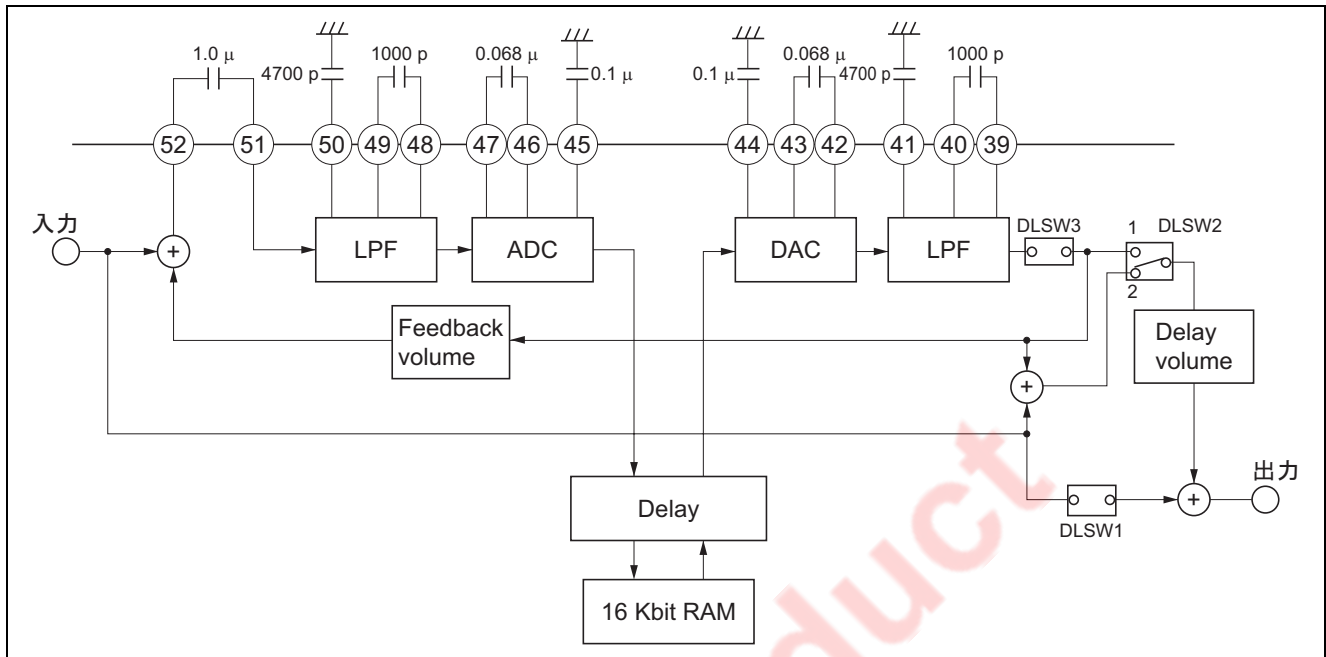 1.0 μ
4700 p
1000 p
0.068 μ
0.1 μ
0.1 μ
0.068 μ
4700 p
1000 p
52
51
50
49
48
47
46
45
44
43
42
41
40
39
入力
+
LPF
ADC
DAC
LPF
DLSW3
1
DLSW2
2
Feedback
volume
Delay
volume
+
出力
Delay
DLSW1
+
16 Kbit RAM